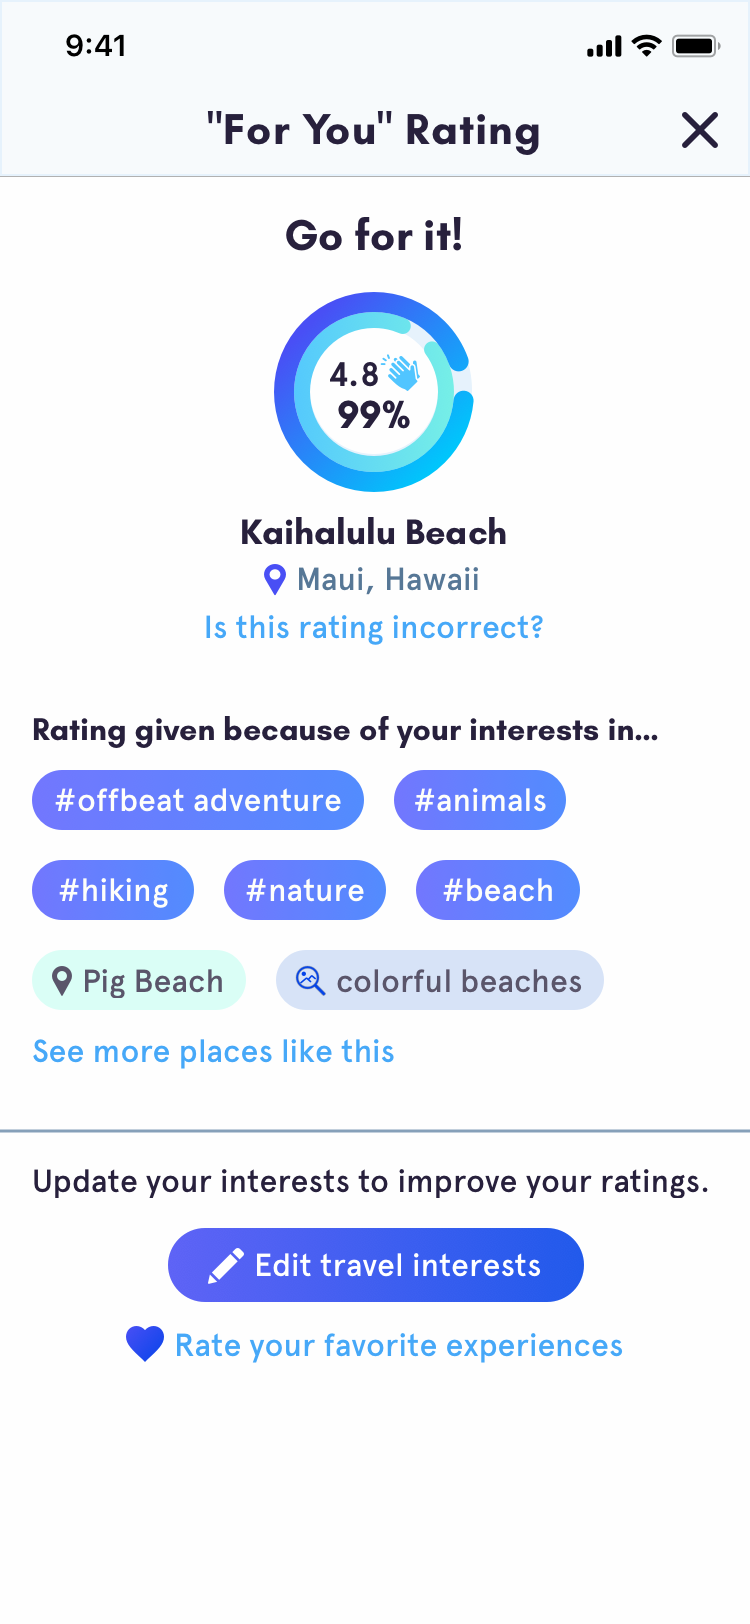 9:41
"For You" Rating
Go for it!
4.8
99%
Kaihalulu Beach
Maui, Hawaii
Is this rating incorrect?
Rating given because of your interests in...
#offbeat adventure #animals
#hiking #nature #beach
Pig Beach colorful beaches
See more places like this
Update your interests to improve your ratings.
Edit travel interests
Rate your favorite experiences